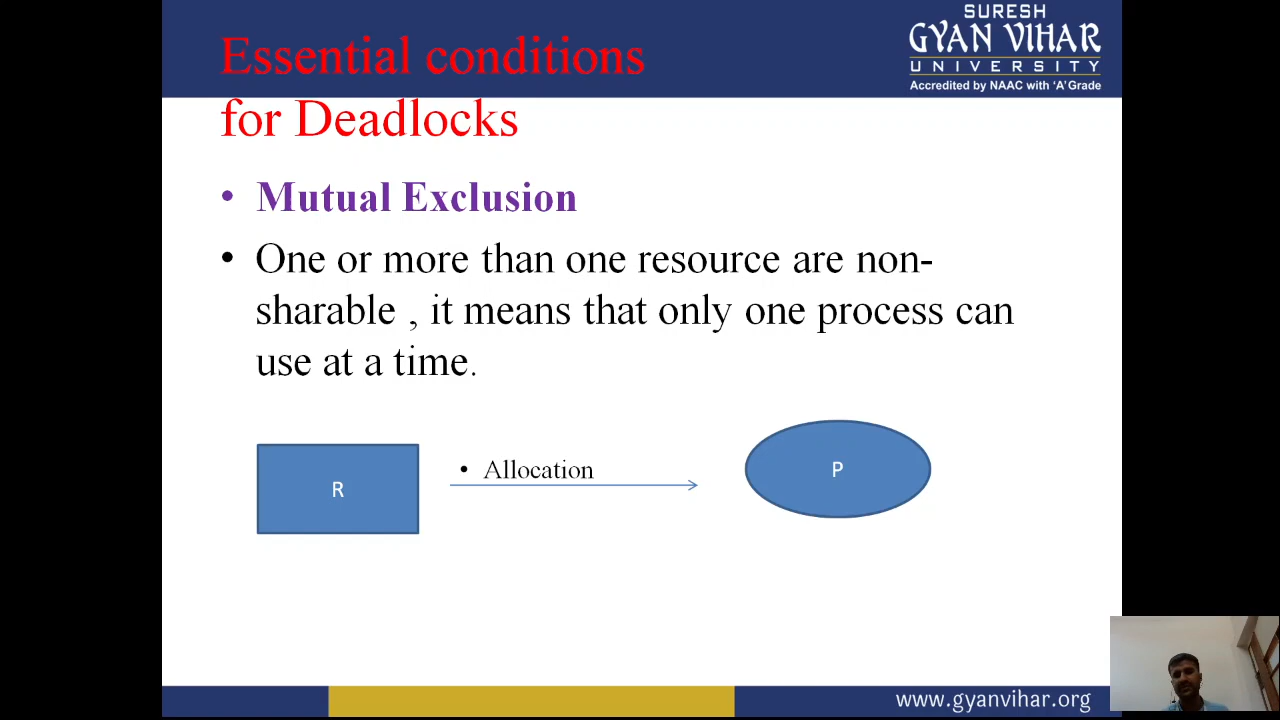 SURESH
GYAN VIHAR
UNIVERSITY
Accredited by NAAC with 'A' Grade
Essential conditions
for Deadlocks
• Mutual Exclusion
• One or more than one resource are non-
sharable , it means that only one process can
use at a time.
R
• Allocation
P
www.gyanvihar.org